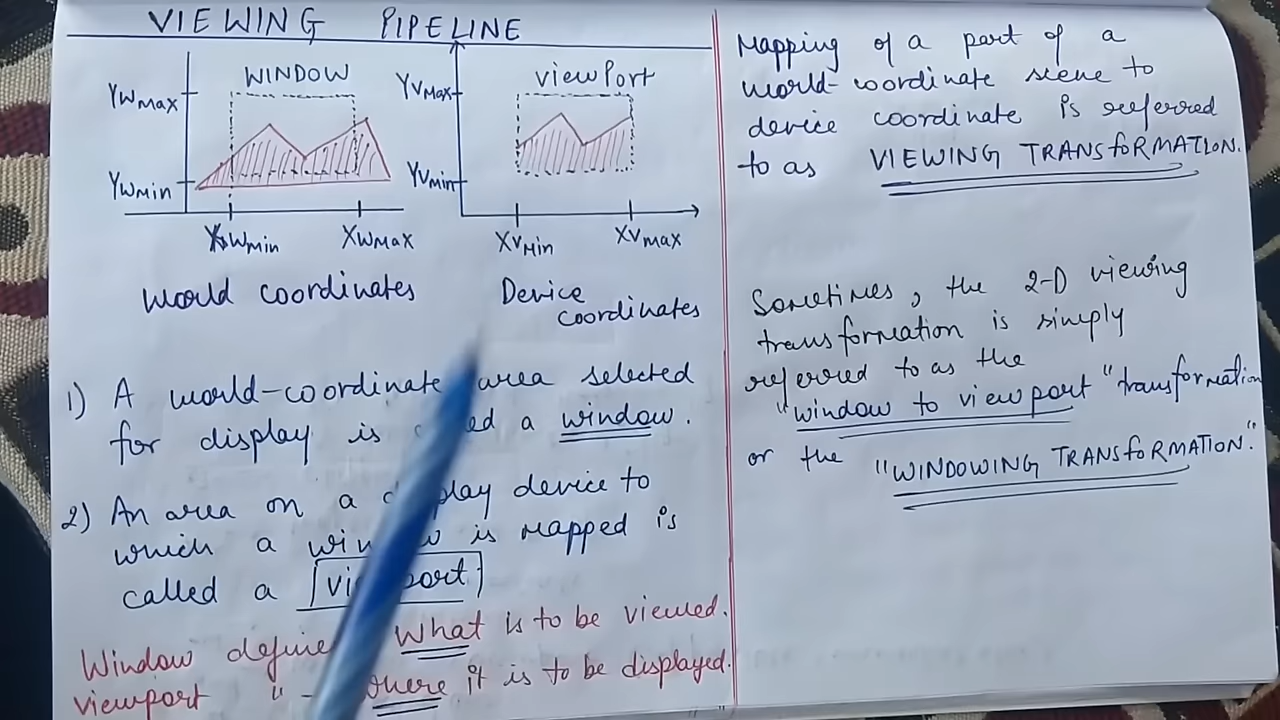 VIEWING PIPELINE
WINDOW
YWMax
YWMin
XWMin
XWMax
World coordinates
viewPort
YVMax
YVMin
XVMin
XVMax
Device
coordinates
1) A world-coordinate area selected
for display is a window.
2) An area on a display device to
which a window is mapped is
called a viewport
Window define What is to be viewed.
viewport " - Where it is to be displayed.
Mapping of a part of a
world-coordinate scene to
device coordinate is referred
to as VIEWING TRANSFORMATION.
Sometimes, the 2-D viewing
transformation is simply
referred to as the
"window to viewport "transformation
or the "WINDOWING TRANSFORMATION."